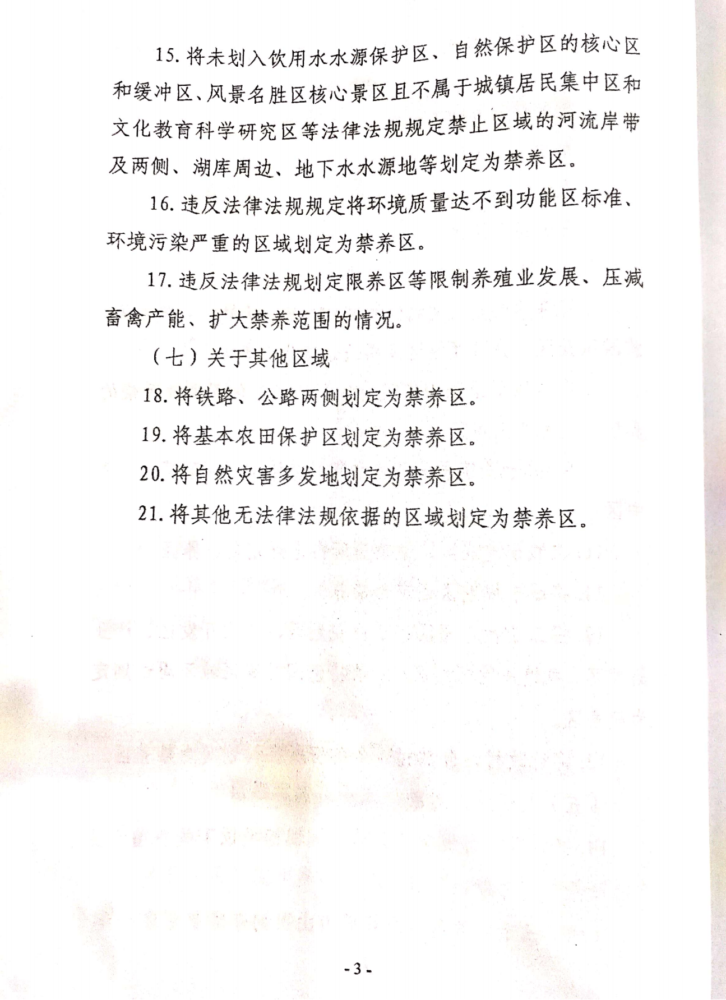 15. 将未划入饮用水水源保护区、自然保护区的核心区
和缓冲区、风景名胜区核心景区且不属于城镇居民集中区和
文化教育科学研究区等法律法规规定禁止区域的河流岸带
及两侧、湖库周边、地下水水源地等划定为禁养区。
16. 违反法律法规规定将环境质量达不到功能区标准、
环境污染严重的区域划定为禁养区。
17. 违反法律法规划定限养区等限制养殖业发展、压减
畜禽产能、扩大禁养范围的情况。
（七）关于其他区域
18. 将铁路、公路两侧划定为禁养区。
19. 将基本农田保护区划定为禁养区。
20. 将自然灾害多发地划定为禁养区。
21. 将其他无法律法规依据的区域划定为禁养区。
- 3 -